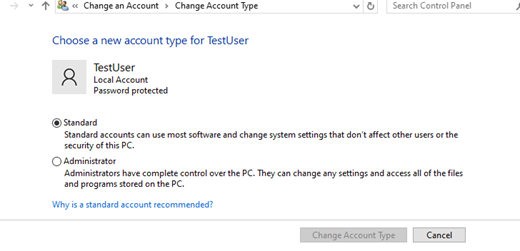 « Change an Account > Change Account Type
Search Control Panel
Choose a new account type for TestUser
TestUser
Local Account
Password protected
Standard
Standard accounts can use most software and change system settings that don't affect other users or the
security of this PC.
Administrator
Administrators have complete control over the PC. They can change any settings and access all of the files
and programs stored on the PC.
Why is a standard account recommended?
Change Account Type
Cancel